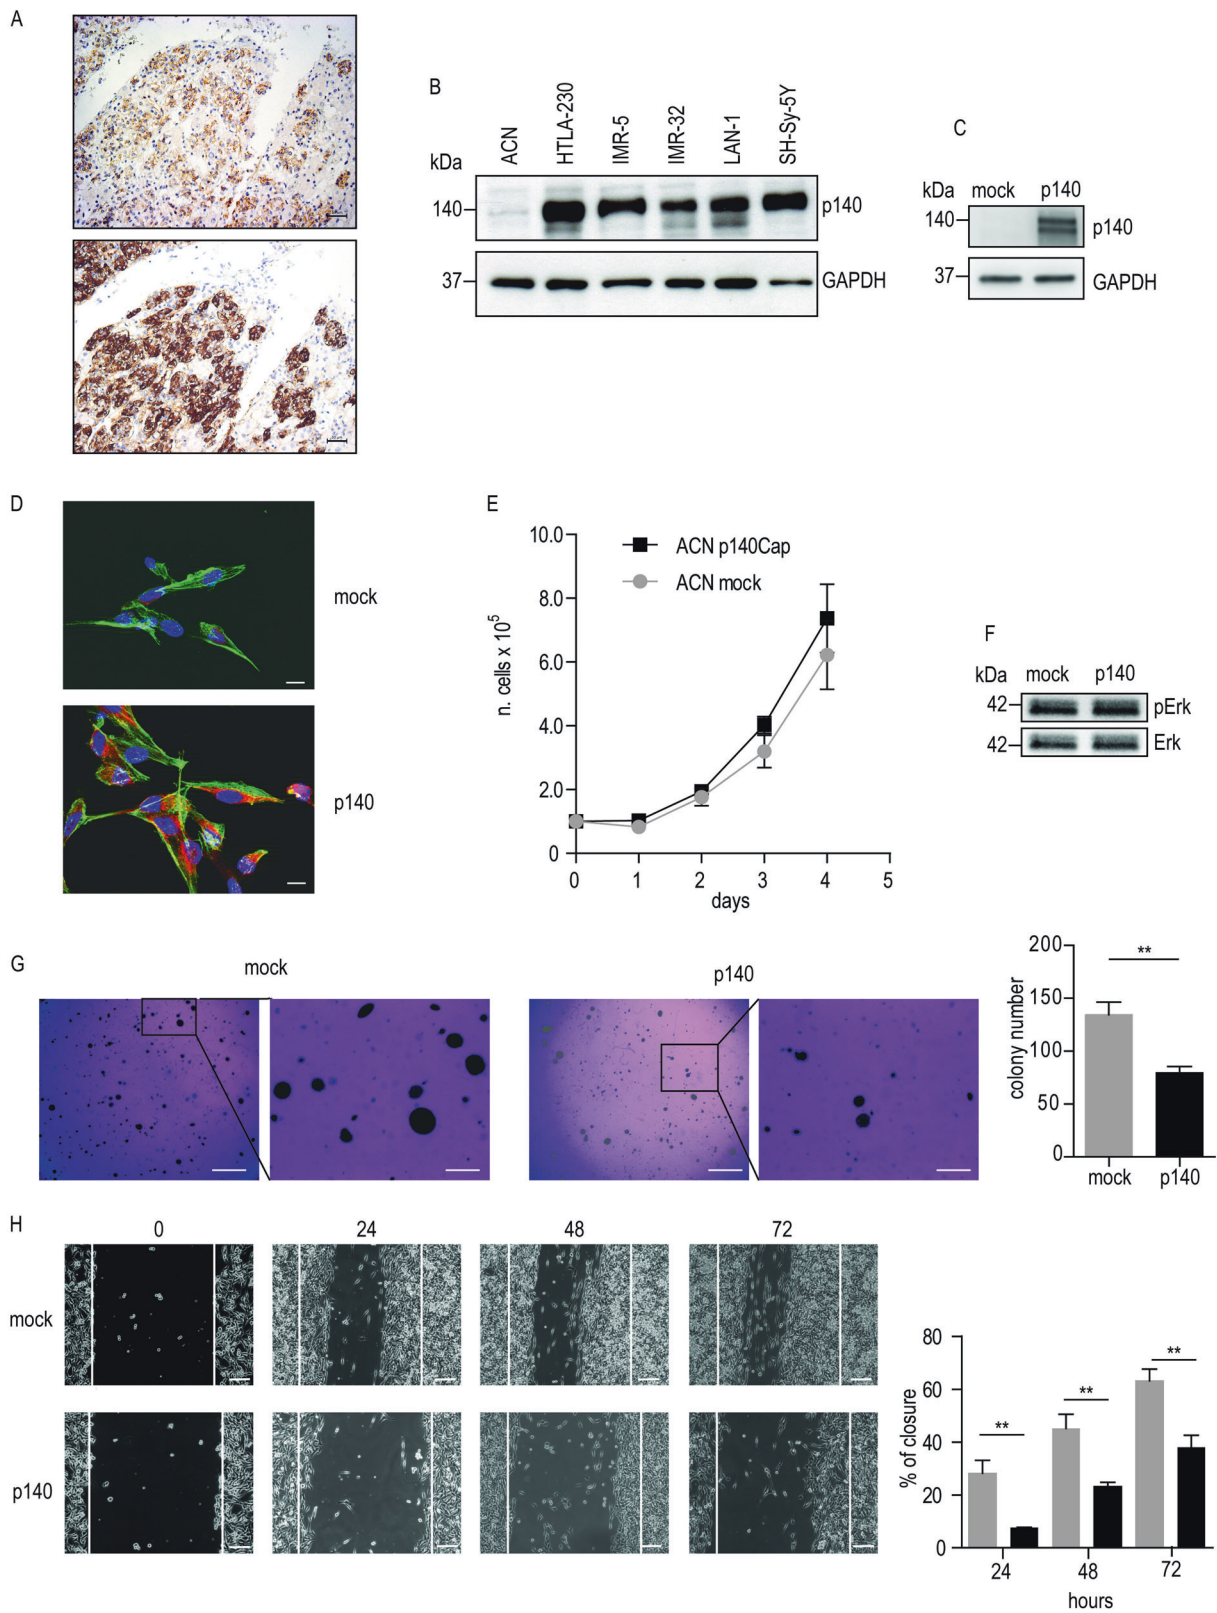 A
B
kDa
ACN
HTLA-230
IMR-5
IMR-32
LAN-1
SH-Sy-5Y
140
p140
37
GAPDH
C
kDa mock p140
140
p140
37
GAPDH
D
mock
p140
E
10.0
8.0
6.0
4.0
2.0
0
n. cells x 10⁵
ACN p140Cap
ACN mock
0 1 2 3 4 5
days
F
kDa mock p140
42
pErk
42
Erk
G
mock
p140
200
150
100
50
0
colony number
**
mock p140
H
0 24 48 72
mock
p140
80
60
40
20
0
% of closure
**
**
**
24 48 72
hours